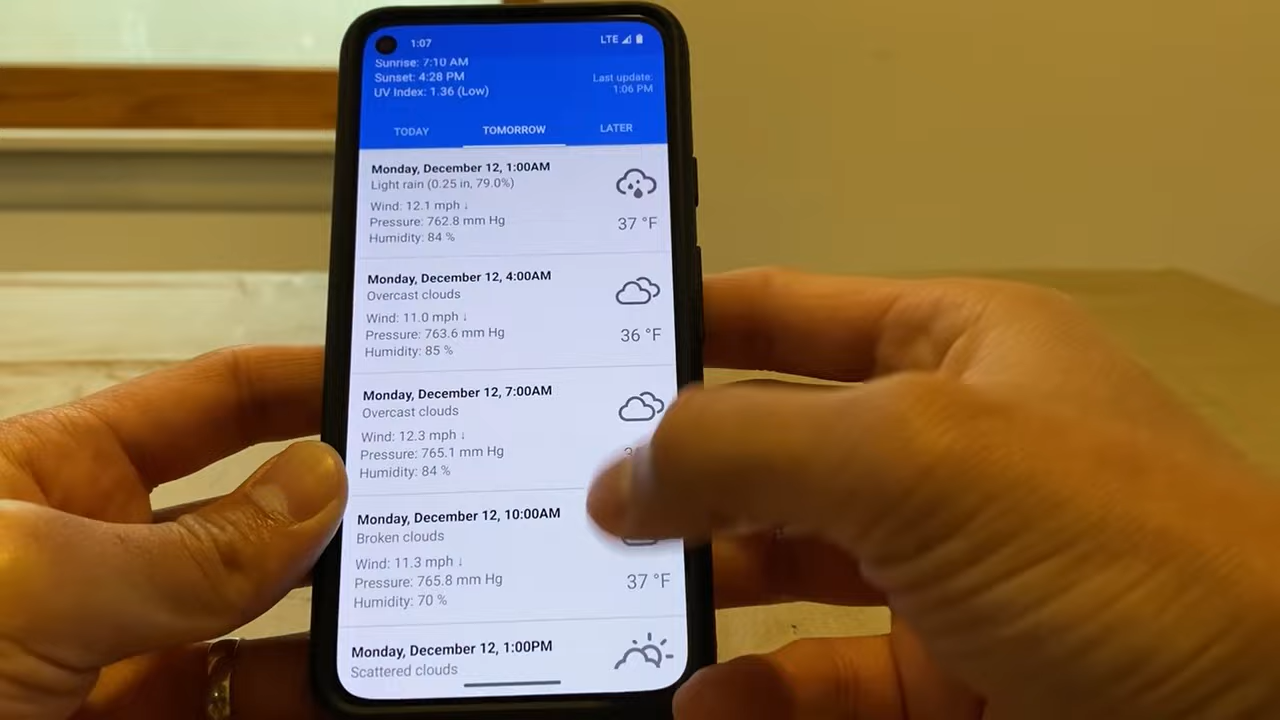 1:07
LTE
Sunrise: 7:10 AM
Sunset: 4:28 PM
UV Index: 1.36 (Low)
Last update:
1:06 PM
TODAY
TOMORROW
LATER
Monday, December 12, 1:00AM
Light rain (0.25 in, 79.0%)
Wind: 12.1 mph ↓
Pressure: 762.8 mm Hg
Humidity: 84 %
37 °F
Monday, December 12, 4:00AM
Overcast clouds
Wind: 11.0 mph ↓
Pressure: 763.6 mm Hg
Humidity: 85 %
36 °F
Monday, December 12, 7:00AM
Overcast clouds
Wind: 12.3 mph ↓
Pressure: 765.1 mm Hg
Humidity: 84 %
Monday, December 12, 10:00AM
Broken clouds
Wind: 11.3 mph ↓
Pressure: 765.8 mm Hg
Humidity: 70 %
37 °F
Monday, December 12, 1:00PM
Scattered clouds